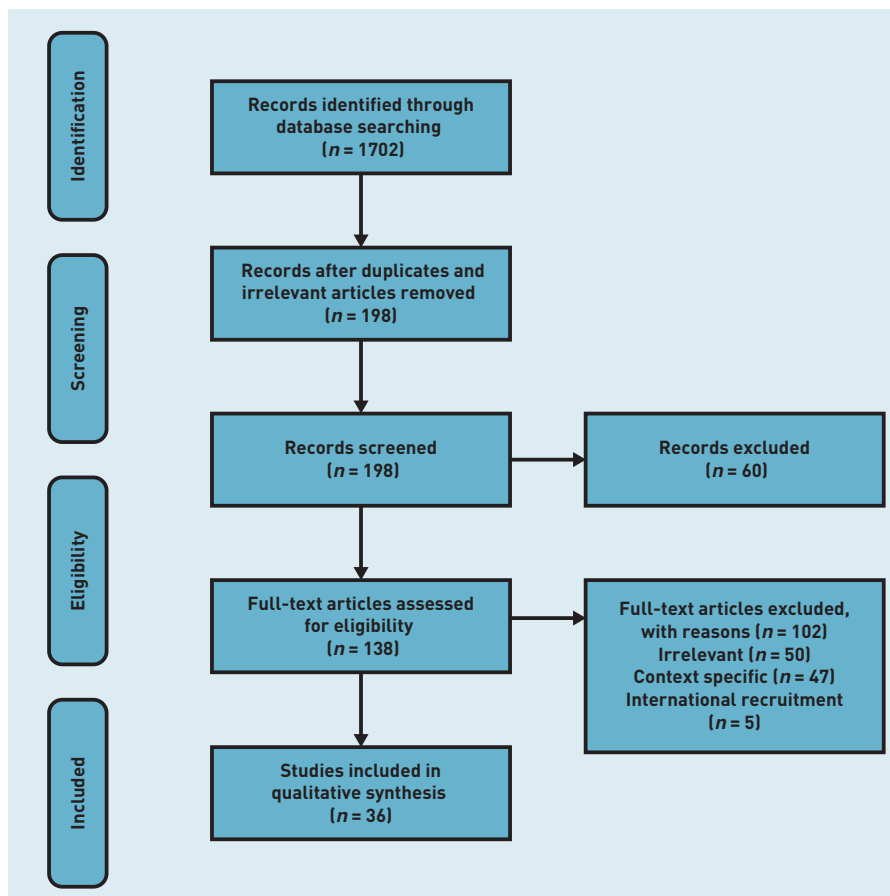 Identification
Records identified through
database searching
(n = 1702)
Records after duplicates and
irrelevant articles removed
(n = 198)
Screening
Records screened
(n = 198)
Records excluded
(n = 60)
Eligibility
Full-text articles assessed
for eligibility
(n = 138)
Full-text articles excluded,
with reasons (n = 102)
Irrelevant (n = 50)
Context specific (n = 47)
International recruitment
(n = 5)
Included
Studies included in
qualitative synthesis
(n = 36)